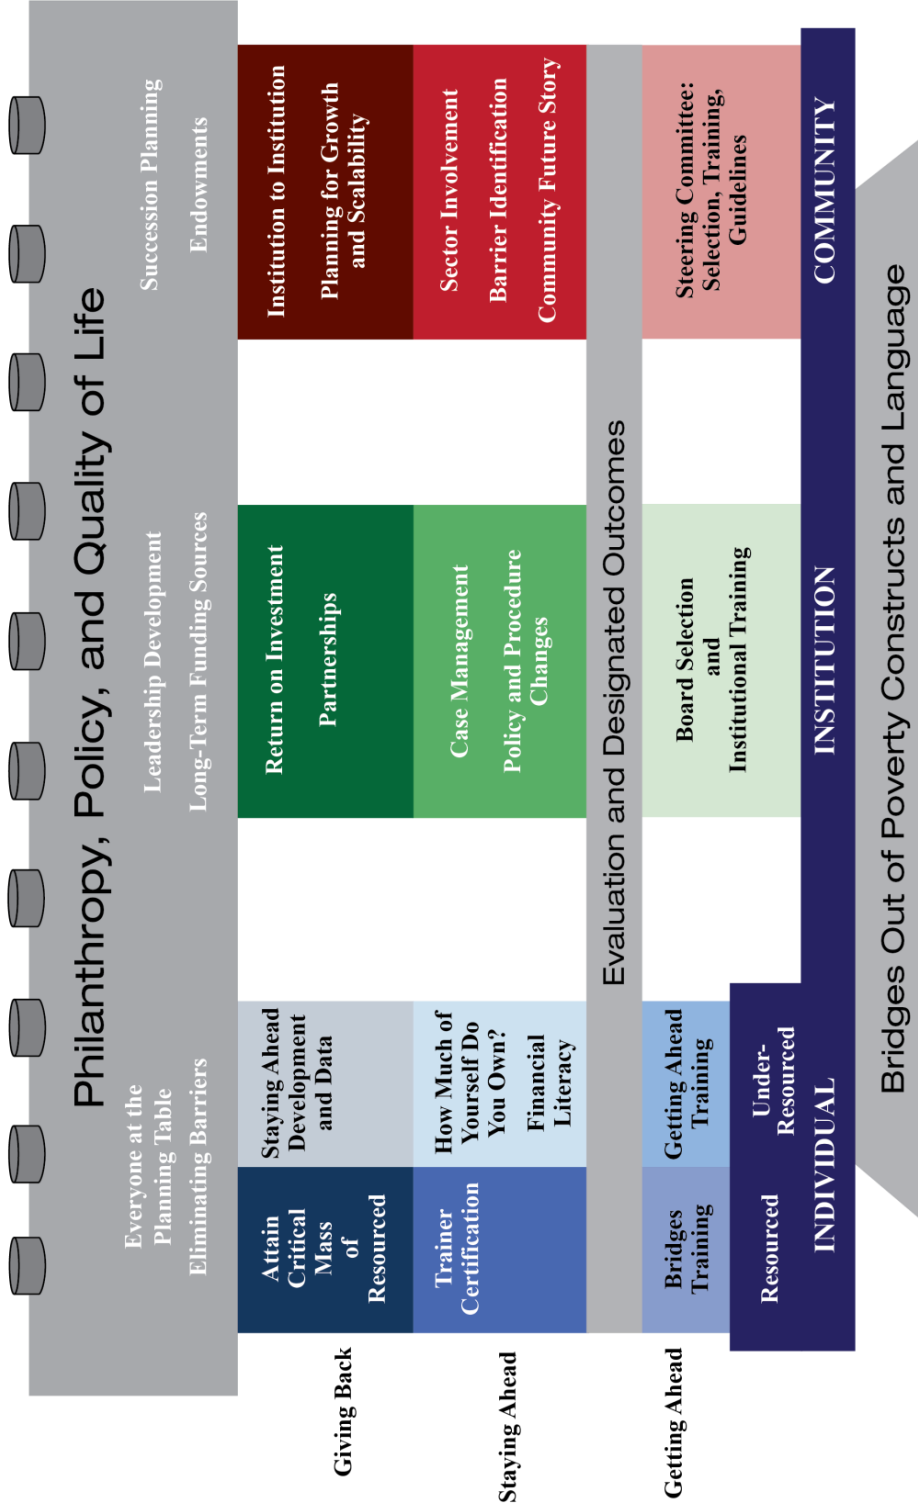 Philanthropy, Policy, and Quality of Life
Everyone at the
Planning Table
Eliminating Barriers
Leadership Development
Long-Term Funding Sources
Succession Planning
Endowments
Giving Back
Attain
Critical
Mass
of
Resourced
Staying Ahead
Development
and Data
Return on Investment
Partnerships
Institution to Institution
Planning for Growth
and Scalability
Staying Ahead
Trainer
Certification
How Much of
Yourself Do
You Own?
Financial
Literacy
Case Management
Policy and Procedure
Changes
Sector Involvement
Barrier Identification
Community Future Story
Evaluation and Designated Outcomes
Getting Ahead
Bridges
Training
Getting Ahead
Training
Board Selection
and
Institutional Training
Steering Committee:
Selection, Training,
Guidelines
Resourced
Under-
Resourced
INDIVIDUAL
INSTITUTION
COMMUNITY
Bridges Out of Poverty Constructs and Language